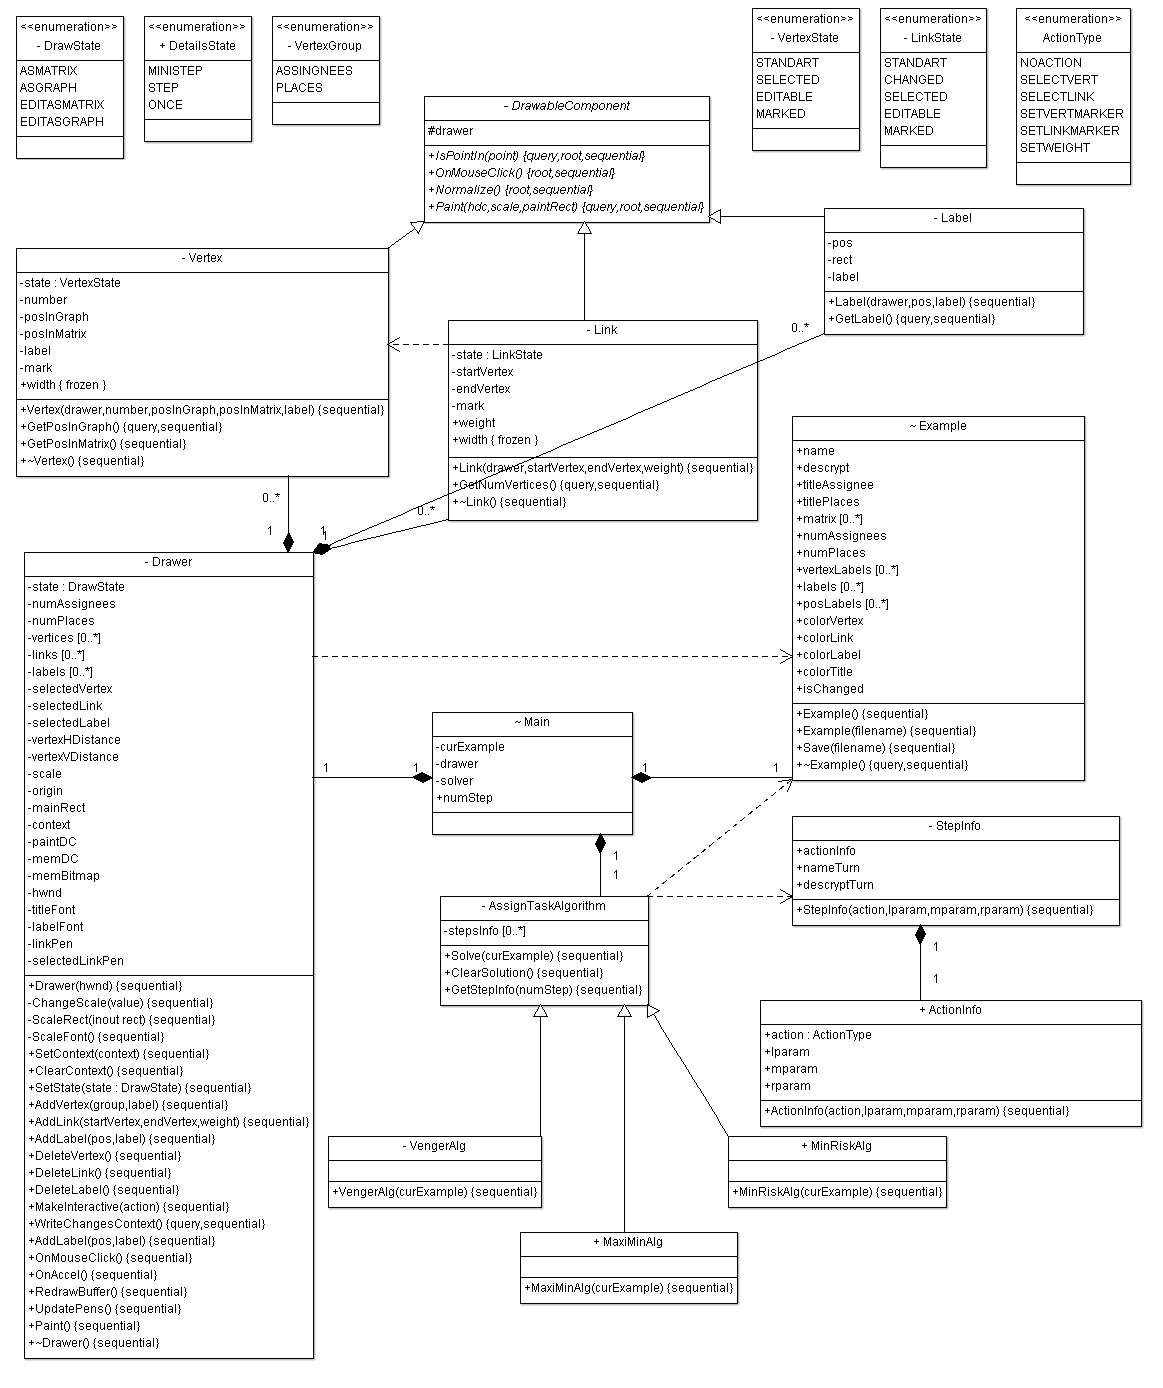 <<enumeration>>
- DrawState
ASMATRIX
ASGRAPH
EDITASMATRIX
EDITASGRAPH
<<enumeration>>
+ DetailsState
MINISTEP
STEP
ONCE
<<enumeration>>
- VertexGroup
ASSINGNEES
PLACES
<<enumeration>>
- VertexState
STANDART
SELECTED
EDITABLE
MARKED
<<enumeration>>
- LinkState
STANDART
CHANGED
SELECTED
EDITABLE
MARKED
<<enumeration>>
ActionType
NOACTION
SELECTVERT
SELECTLINK
SETVERTMARKER
SETLINKMARKER
SETWEIGHT
- DrawableComponent
#drawer
+IsPointIn(point) {query,root,sequential}
+OnMouseClick() {root,sequential}
+Normalize() {root,sequential}
+Paint(hdc,scale,paintRect) {query,root,sequential}
- Label
-pos
-rect
-label
+Label(drawer,pos,label) {sequential}
+GetLabel() {query,sequential}
- Vertex
-state : VertexState
-number
-posInGraph
-posInMatrix
-label
-mark
+width { frozen }
+Vertex(drawer,number,posInGraph,posInMatrix,label) {sequential}
+GetPosInGraph() {query,sequential}
+GetPosInMatrix() {sequential}
+~Vertex() {sequential}
- Link
-state : LinkState
-startVertex
-endVertex
-mark
+weight
+width { frozen }
+Link(drawer,startVertex,endVertex,weight) {sequential}
+GetNumVertices() {query,sequential}
+~Link() {sequential}
0..*
0..*
0..*
1
1
1
~ Example
+name
+descrypt
+titleAssignee
+titlePlaces
+matrix [0..*]
+numAssignees
+numPlaces
+vertexLabels [0..*]
+labels [0..*]
+posLabels [0..*]
+colorVertex
+colorLink
+colorLabel
+colorTitle
+isChanged
+Example() {sequential}
+Example(filename) {sequential}
+Save(filename) {sequential}
+~Example() {query,sequential}
- Drawer
-state : DrawState
-numAssignees
-numPlaces
-vertices [0..*]
-links [0..*]
-labels [0..*]
-selectedVertex
-selectedLink
-selectedLabel
-vertexHDistance
-vertexVDistance
-scale
-origin
-mainRect
-context
-paintDC
-memDC
-memBitmap
-hwnd
-titleFont
-labelFont
-linkPen
-selectedLinkPen
+Drawer(hwnd) {sequential}
-ChangeScale(value) {sequential}
-ScaleRect(inout rect) {sequential}
-ScaleFont() {sequential}
+SetContext(context) {sequential}
+ClearContext() {sequential}
+SetState(state : DrawState) {sequential}
+AddVertex(group,label) {sequential}
+AddLink(startVertex,endVertex,weight) {sequential}
+AddLabel(pos,label) {sequential}
+DeleteVertex() {sequential}
+DeleteLink() {sequential}
+DeleteLabel() {sequential}
+MakeInteractive(action) {sequential}
+WriteChangesContext() {query,sequential}
+AddLabel(pos,label) {sequential}
+OnMouseClick() {sequential}
+OnAccel() {sequential}
+RedrawBuffer() {sequential}
+UpdatePens() {sequential}
+Paint() {sequential}
+~Drawer() {sequential}
~ Main
-curExample
-drawer
-solver
+numStep
1
1
1
1
1
1
- AssignTaskAlgorithm
-stepsInfo [0..*]
+Solve(curExample) {sequential}
+ClearSolution() {sequential}
+GetStepInfo(numStep) {sequential}
- StepInfo
+actionInfo
+nameTurn
+descryptTurn
+StepInfo(action,lparam,mparam,rparam) {sequential}
1
1
+ ActionInfo
+action : ActionType
+lparam
+mparam
+rparam
+ActionInfo(action,lparam,mparam,rparam) {sequential}
- VengerAlg
+VengerAlg(curExample) {sequential}
+ MinRiskAlg
+MinRiskAlg(curExample) {sequential}
+ MaxiMinAlg
+MaxiMinAlg(curExample) {sequential}